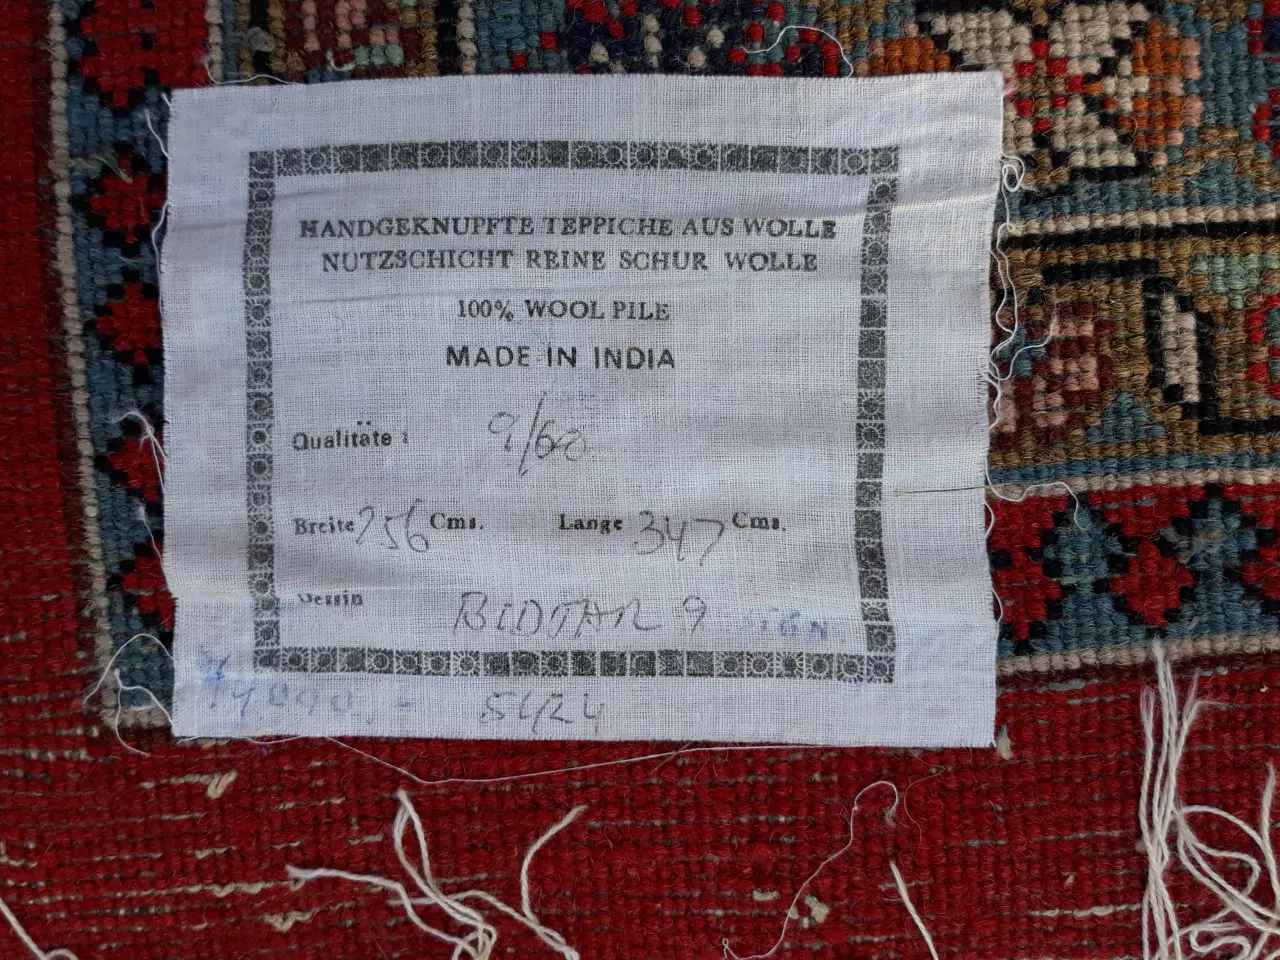 HANDGEKNUPFTE TEPPICHE AUS WOLLE
NUTZSCHICHT REINE SCHUR WOLLE
100% WOOL PILE
MADE IN INDIA
Qualitäte : 9/60
Breite 256 Cms. Lange 347 Cms.
Dessin BIDJAR 9